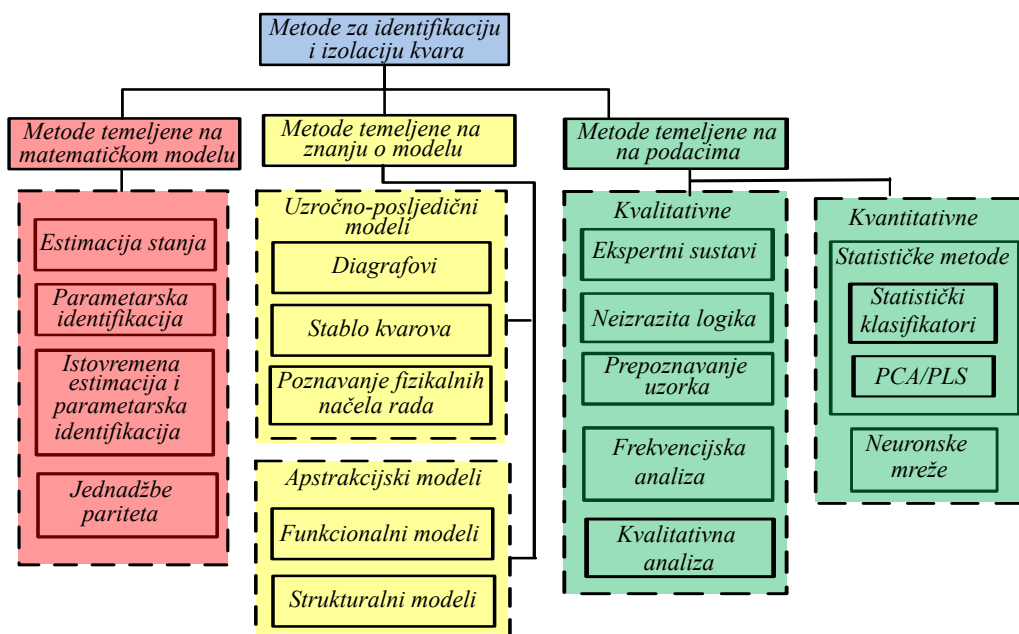 Metode za identifikaciju
i izolaciju kvara
Metode temeljene na
matematičkom modelu
Metode temeljene na
znanju o modelu
Metode temeljene na
na podacima
Estimacija stanja
Parametarska
identifikacija
Istovremena
estimacija i
parametarska
identifikacija
Jednadžbe
pariteta
Uzročno-posljedični
modeli
Diagrafovi
Stablo kvarova
Poznavanje fizikalnih
načela rada
Apstrakcijski modeli
Funkcionalni modeli
Strukturalni modeli
Kvalitativne
Ekspertni sustavi
Neizrazita logika
Prepoznavanje
uzorka
Frekvencijska
analiza
Kvalitativna
analiza
Kvantitativne
Statističke metode
Statistički
klasifikatori
PCA/PLS
Neuronske
mreže